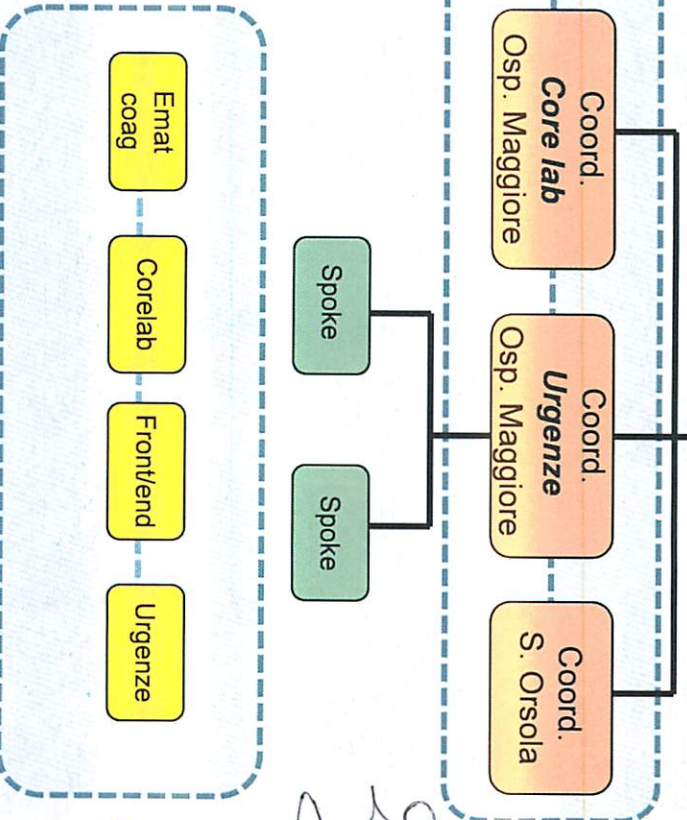 Coord.
Core lab
Osp. Maggiore
Coord.
Urgenze
Osp. Maggiore
Coord.
S. Orsola
Spoke
Spoke
Emat
coag
Corelab
Front/end
Urgenze